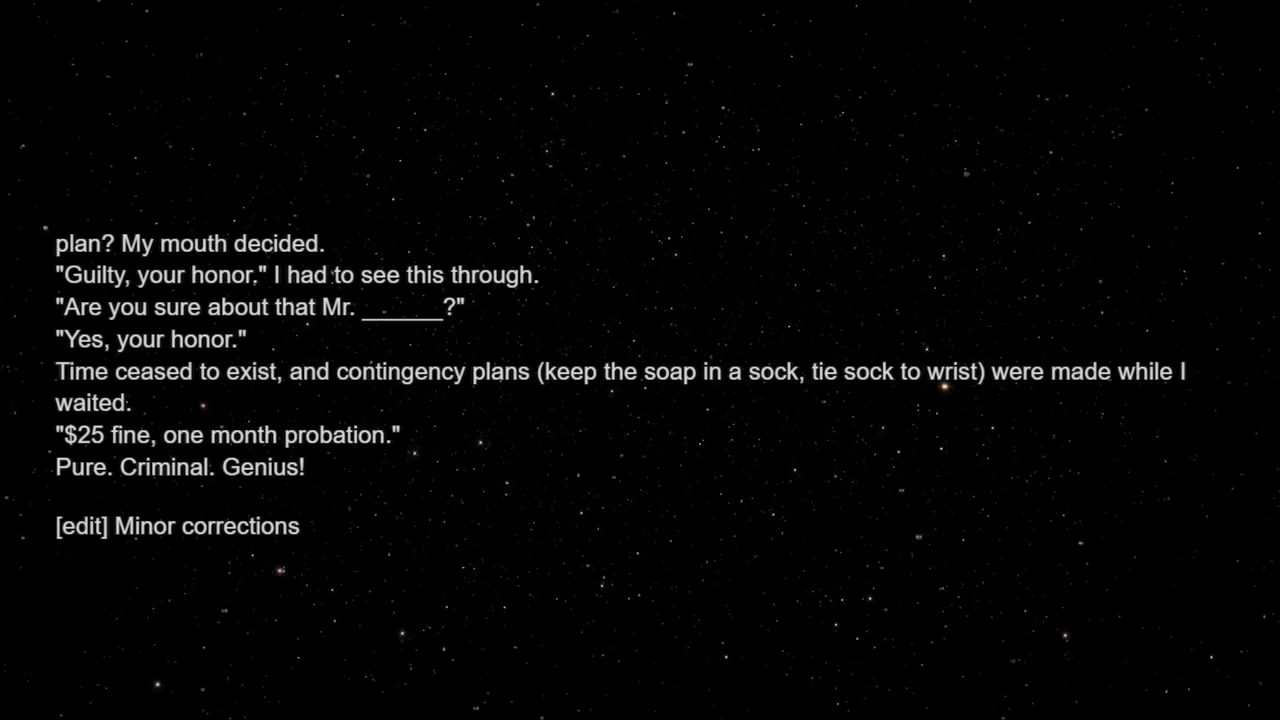 plan? My mouth decided.
"Guilty, your honor." I had to see this through.
"Are you sure about that Mr. ______?"
"Yes, your honor."
Time ceased to exist, and contingency plans (keep the soap in a sock, tie sock to wrist) were made while I
waited.
"$25 fine, one month probation."
Pure. Criminal. Genius!
[edit] Minor corrections